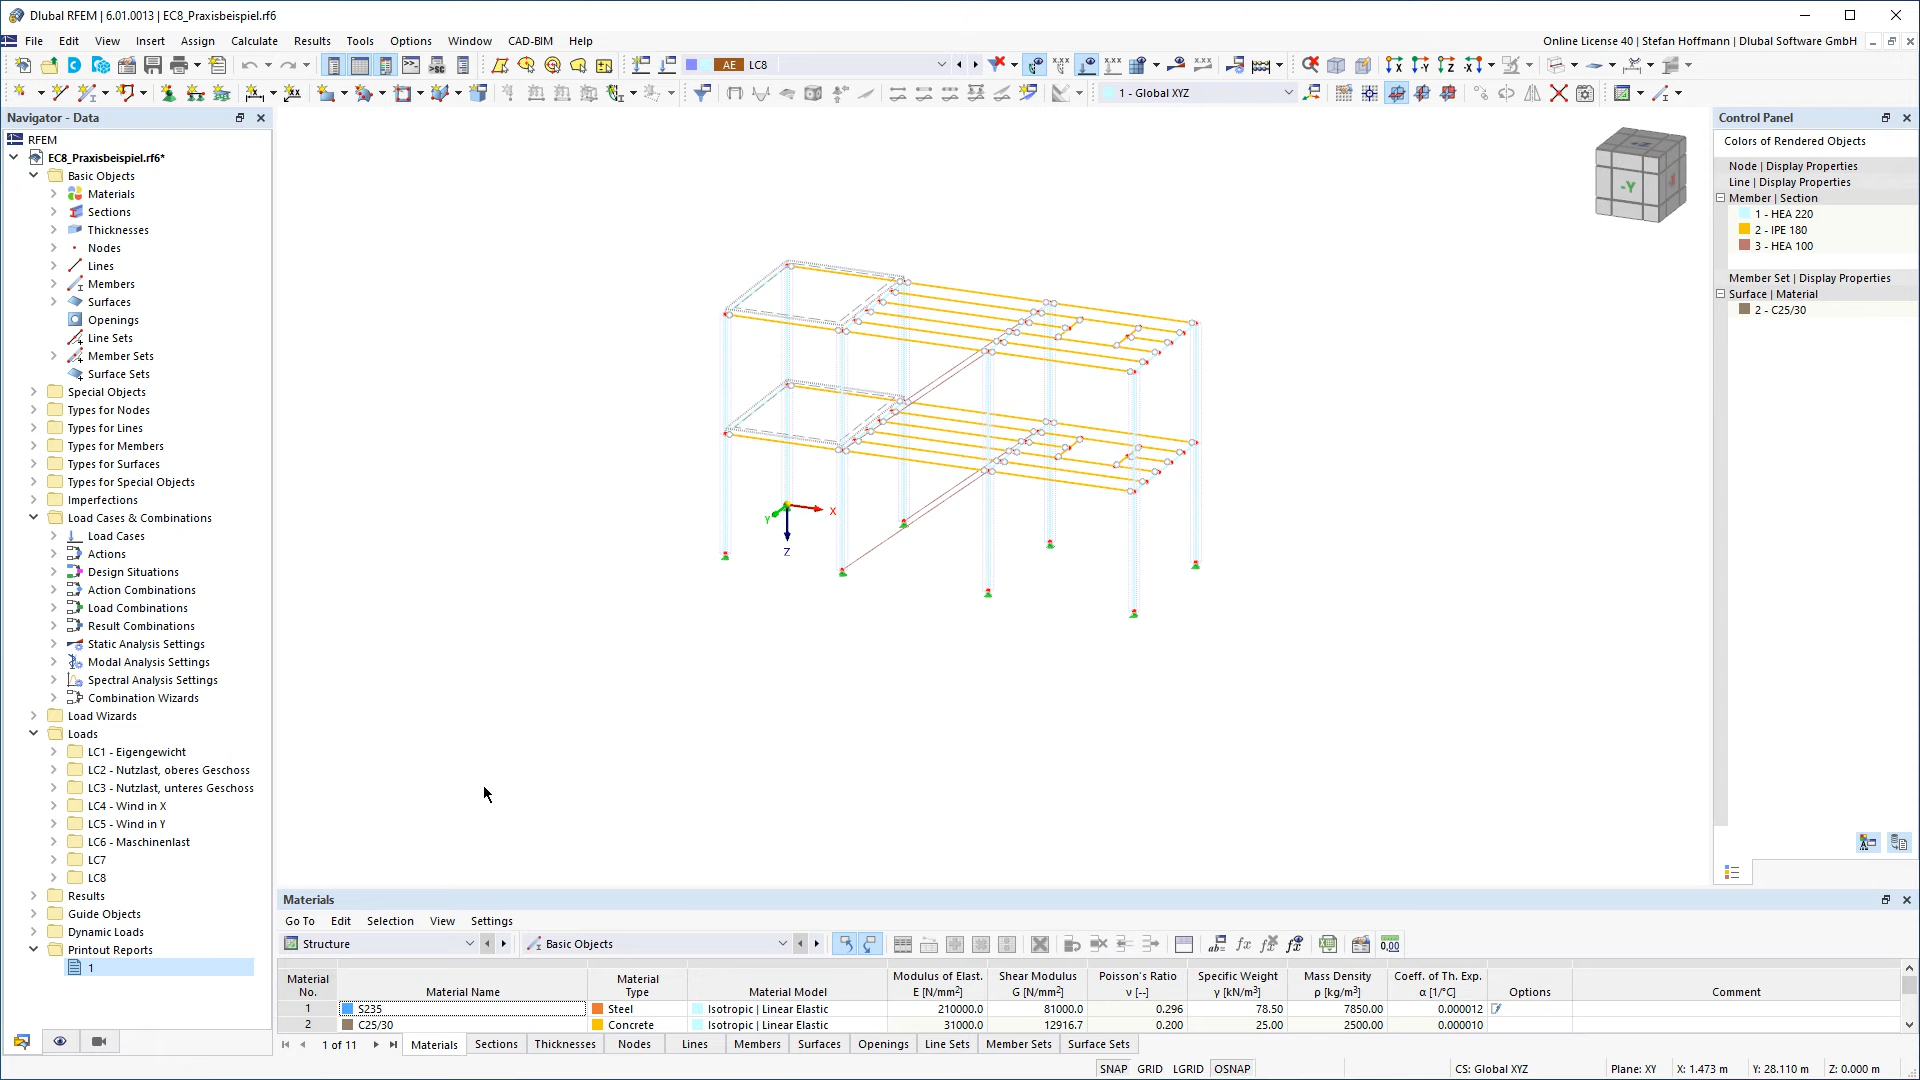 Dlubal RFEM | 6.01.0013 | EC8_Praxisbeispiel.rf6
File Edit View Insert Assign Calculate Results Tools Options Window CAD-BIM Help
Online License 40 | Stefan Hoffmann | Dlubal Software GmbH
AE LC8
1 - Global XYZ
Navigator - Data
RFEM
EC8_Praxisbeispiel.rf6*
Basic Objects
Materials
Sections
Thicknesses
Nodes
Lines
Members
Surfaces
Openings
Line Sets
Member Sets
Surface Sets
Special Objects
Types for Nodes
Types for Lines
Types for Members
Types for Surfaces
Types for Special Objects
Imperfections
Load Cases & Combinations
Load Cases
Actions
Design Situations
Action Combinations
Load Combinations
Result Combinations
Static Analysis Settings
Modal Analysis Settings
Spectral Analysis Settings
Combination Wizards
Load Wizards
Loads
LC1 - Eigengewicht
LC2 - Nutzlast, oberes Geschoss
LC3 - Nutzlast, unteres Geschoss
LC4 - Wind in X
LC5 - Wind in Y
LC6 - Maschinenlast
LC7
LC8
Results
Guide Objects
Dynamic Loads
Printout Reports
1
X
Y
Z
-Y
Control Panel
Colors of Rendered Objects
Node | Display Properties
Line | Display Properties
Member | Section
1 - HEA 220
2 - IPE 180
3 - HEA 100
Member Set | Display Properties
Surface | Material
2 - C25/30
Materials
Go To Edit Selection View Settings
Structure Basic Objects
Material No. Material Name Material Type Material Model Modulus of Elast. E [N/mm²] Shear Modulus G [N/mm²] Poisson's Ratio ν [--] Specific Weight γ [kN/m³] Mass Density ρ [kg/m³] Coeff. of Th. Exp. α [1/°C] Options Comment
1 S235 Steel Isotropic | Linear Elastic 210000.0 81000.0 0.296 78.50 7850.00 0.000012
2 C25/30 Concrete Isotropic | Linear Elastic 31000.0 12916.7 0.200 25.00 2500.00 0.000010
1 of 11 Materials Sections Thicknesses Nodes Lines Members Surfaces Openings Line Sets Member Sets Surface Sets
SNAP GRID LGRID OSNAP CS: Global XYZ Plane: XY X: 1.473 m Y: 28.110 m Z: 0.000 m